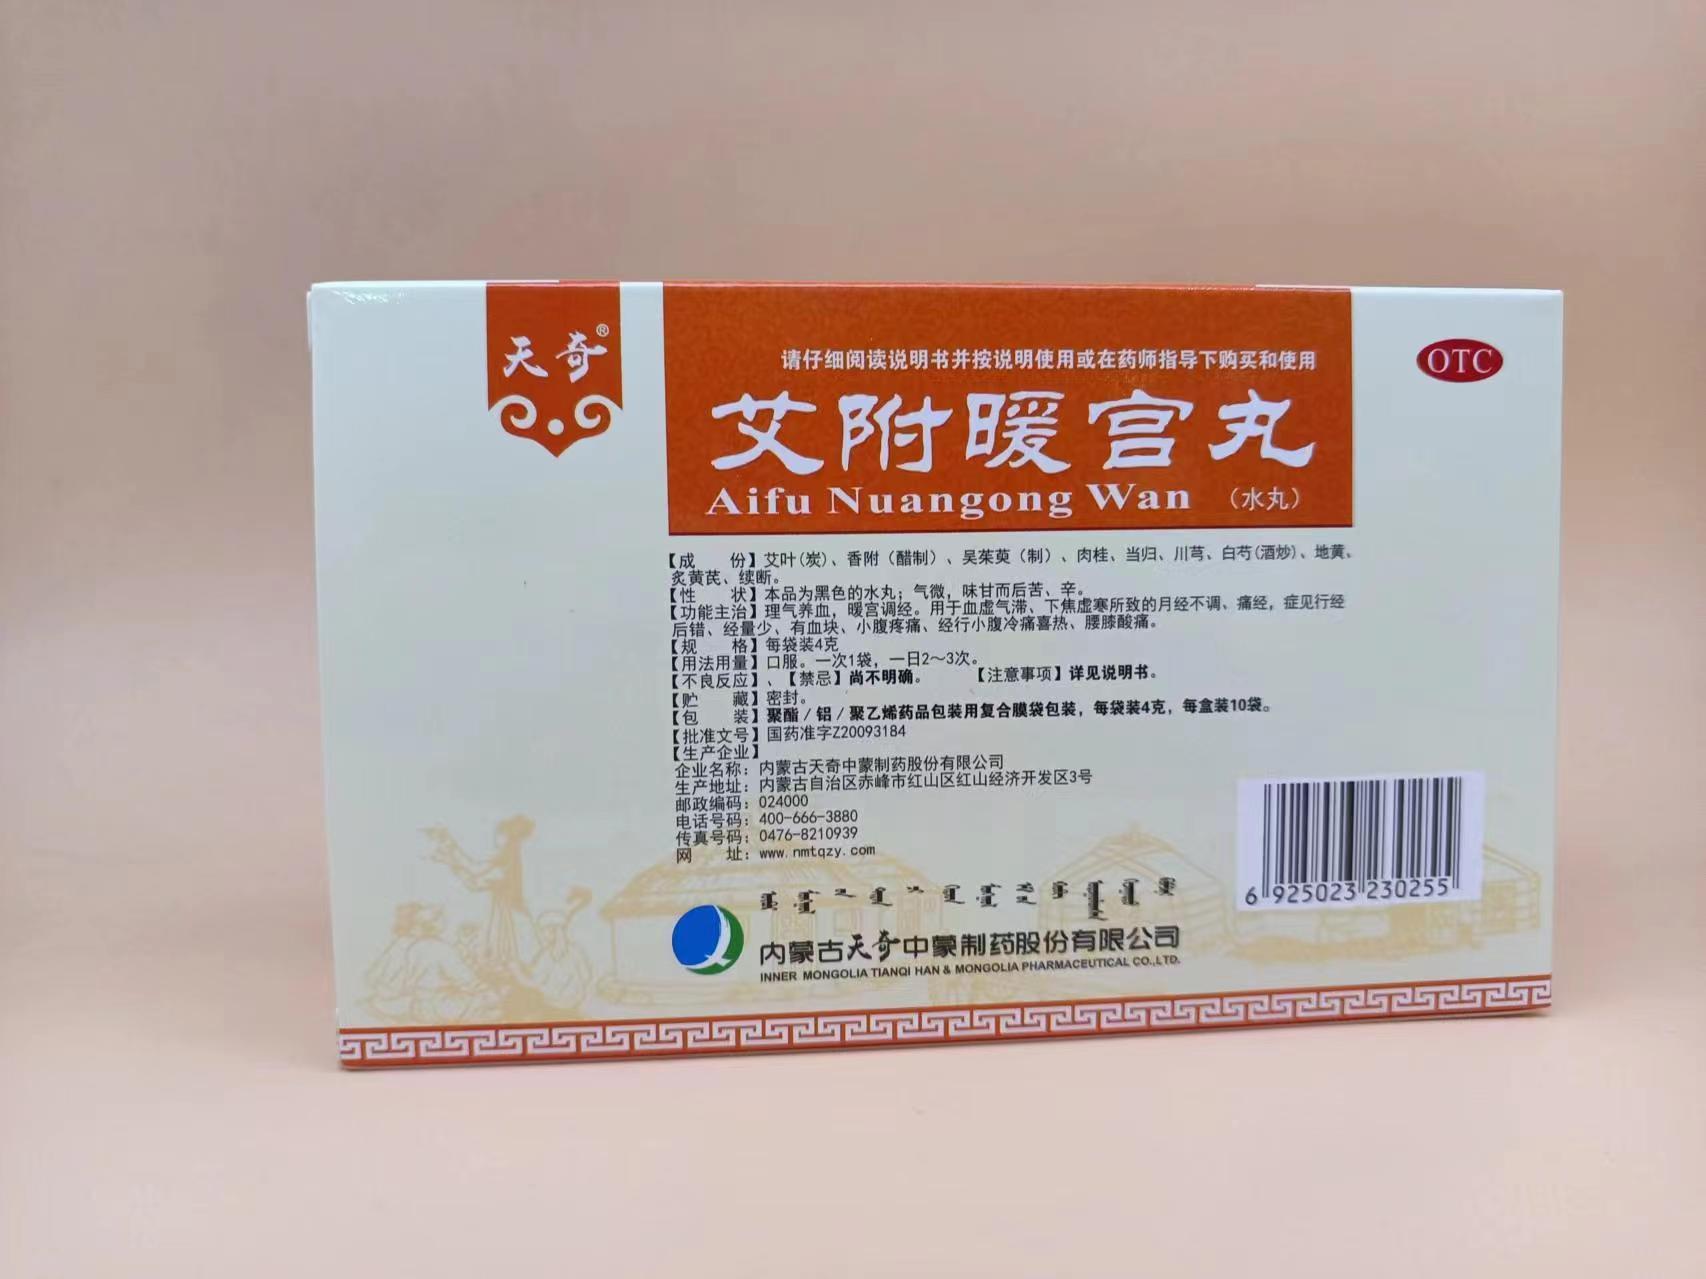 天奇®
请仔细阅读说明书并按说明使用或在药师指导下购买和使用
OTC
艾附暖宫丸
Aifu Nuangong Wan （水丸）
【成　　份】艾叶(炭)、香附（醋制）、吴茱萸（制）、肉桂、当归、川芎、白芍(酒炒)、地黄、
炙黄芪、续断。
【性　　状】本品为黑色的水丸；气微，味甘而后苦、辛。
【功能主治】理气养血，暖宫调经。用于血虚气滞、下焦虚寒所致的月经不调、痛经，症见行经
后错、经量少、有血块、小腹疼痛、经行小腹冷痛喜热、腰膝酸痛。
【规　　格】每袋装4克
【用法用量】口服。一次1袋，一日2～3次。
【不良反应】、【禁忌】尚不明确。　　【注意事项】详见说明书。
【贮　　藏】密封。
【包　　装】聚酯/铝/聚乙烯药品包装用复合膜袋包装，每袋装4克，每盒装10袋。
【批准文号】国药准字Z20093184
【生产企业】
企业名称：内蒙古天奇中蒙制药股份有限公司
生产地址：内蒙古自治区赤峰市红山区红山经济开发区3号
邮政编码：024000
电话号码：400-666-3880
传真号码：0476-8210939
网　　址：www.nmtqzy.com
6 925023 230255
内蒙古天奇中蒙制药股份有限公司
INNER MONGOLIA TIANQI HAN & MONGOLIA PHARMACEUTICAL CO.,LTD.